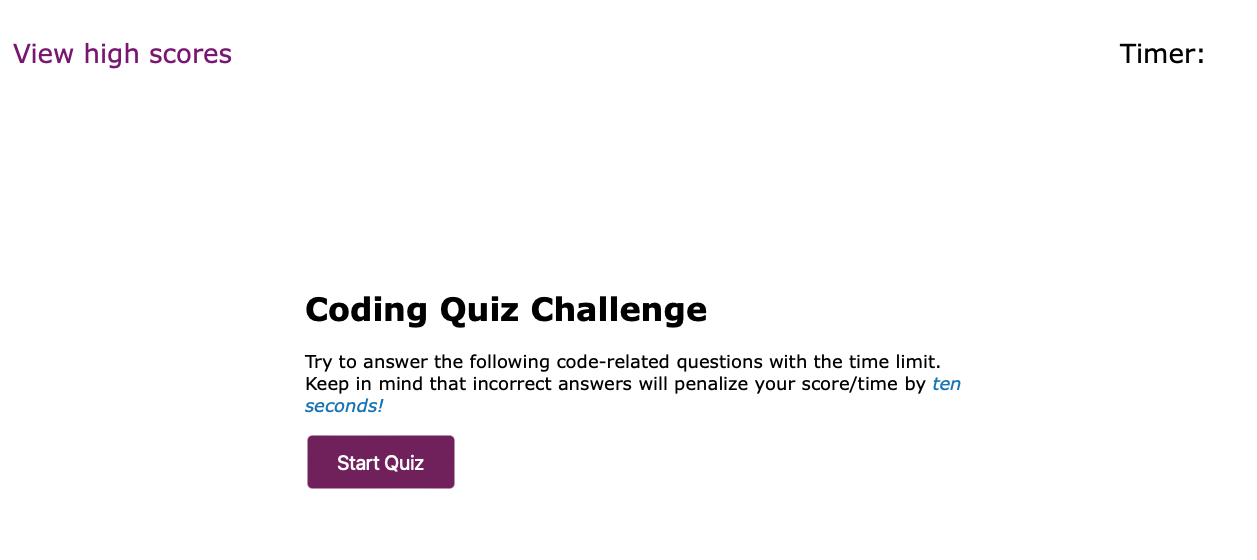 View high scores
Timer:
Coding Quiz Challenge
Try to answer the following code-related questions with the time limit.
Keep in mind that incorrect answers will penalize your score/time by ten
seconds!
Start Quiz